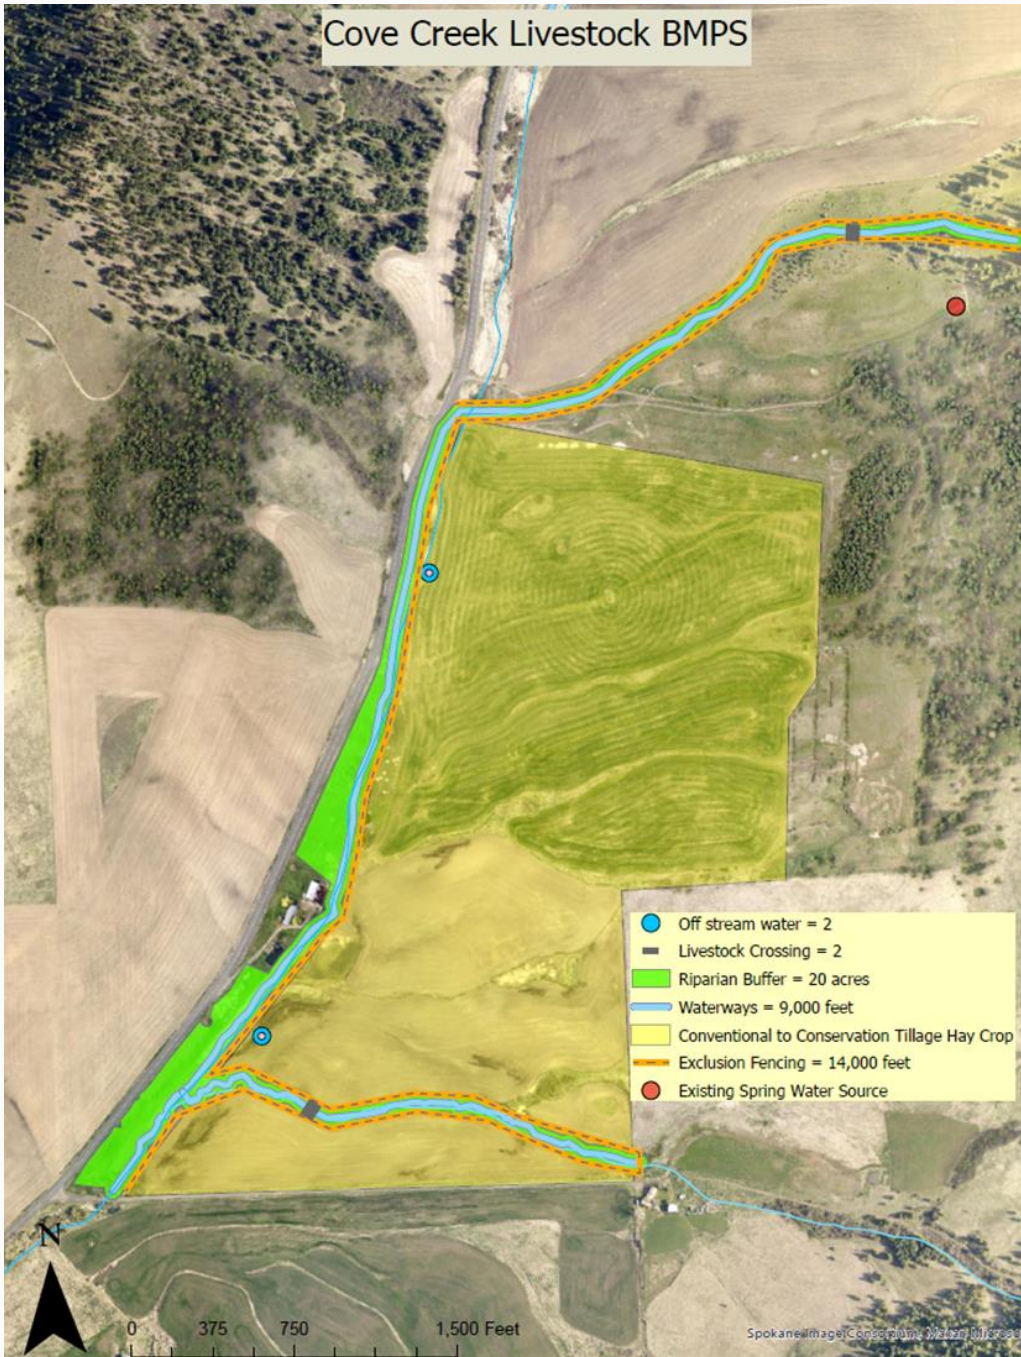 Cove Creek Livestock BMPS
Off stream water = 2
Livestock Crossing = 2
Riparian Buffer = 20 acres
Waterways = 9,000 feet
Conventional to Conservation Tillage Hay Crop
Exclusion Fencing = 14,000 feet
Existing Spring Water Source
N
0 375 750 1,500 Feet
Spokane Image Consortium, Maxar, Microsoft